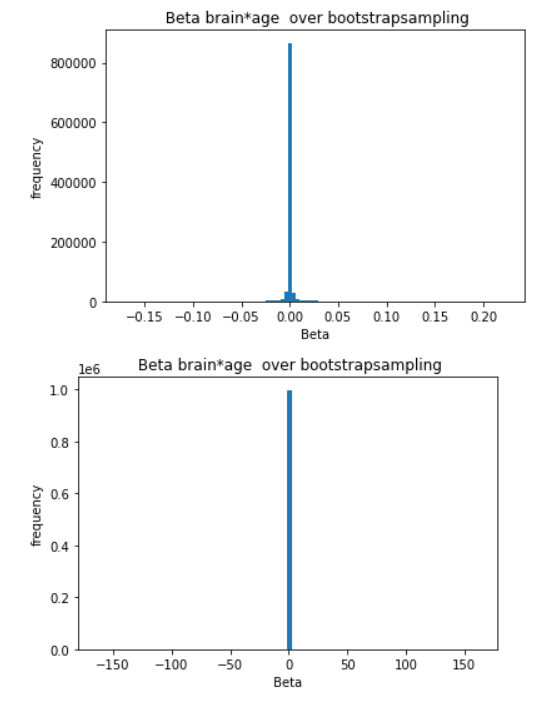 Beta brain*age  over bootstrapsampling
800000
600000
400000
200000
0
frequency
−0.15 −0.10 −0.05 0.00 0.05 0.10 0.15 0.20
Beta
1e6 Beta brain*age  over bootstrapsampling
1.0
0.8
0.6
0.4
0.2
0.0
frequency
−150 −100 −50 0 50 100 150
Beta